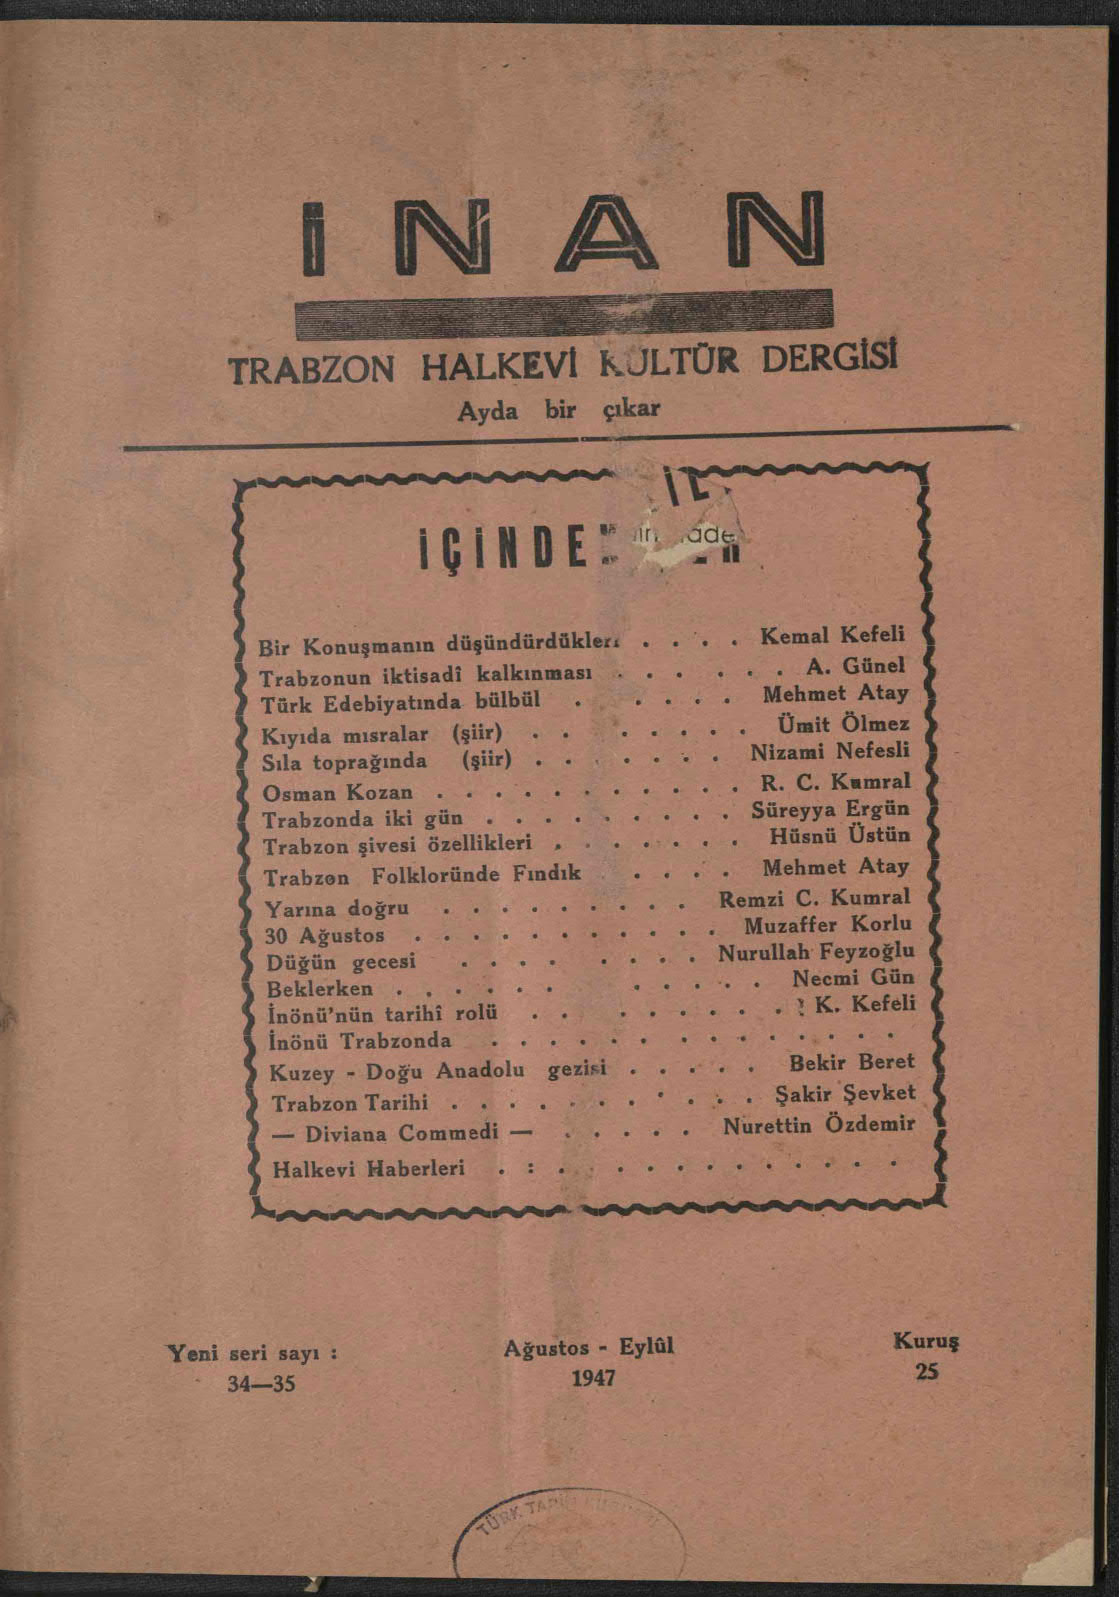 İNAN
TRABZON HALKEVİ KÜLTÜR DERGİSİ
Ayda bir çıkar
İÇİNDE
Bir Konuşmanın düşündürdükleri . . . . Kemal Kefeli
Trabzonun iktisadî kalkınması . . . . . . A. Günel
Türk Edebiyatında bülbül . . . . . Mehmet Atay
Kıyıda mısralar (şiir) . . . . . . . Ümit Ölmez
Sıla toprağında (şiir) . . . . . . . Nizami Nefesli
Osman Kozan . . . . . . . . . . . R. C. Kumral
Trabzonda iki gün . . . . . . . . . Süreyya Ergün
Trabzon şivesi özellikleri . . . . . . . Hüsnü Üstün
Trabzon Folkloründe Fındık . . . . . Mehmet Atay
Yarına doğru . . . . . . . . . Remzi C. Kumral
30 Ağustos . . . . . . . . . . . Muzaffer Korlu
Düğün gecesi . . . . . . . . Nurullah Feyzoğlu
Beklerken . . . . . . . . . . . Necmi Gün
İnönü'nün tarihî rolü . . . . . . . . K. Kefeli
İnönü Trabzonda . . . . . . . . . . . . . .
Kuzey - Doğu Anadolu gezisi . . . . . Bekir Beret
Trabzon Tarihi . . . . . . . . . . . Şakir Şevket
— Diviana Commedi — . . . . . Nurettin Özdemir
Halkevi Haberleri . : . . . . . . . . . . . .
Yeni seri sayı :
34—35
Ağustos - Eylûl
1947
Kuruş
25
TÜRK TARİH